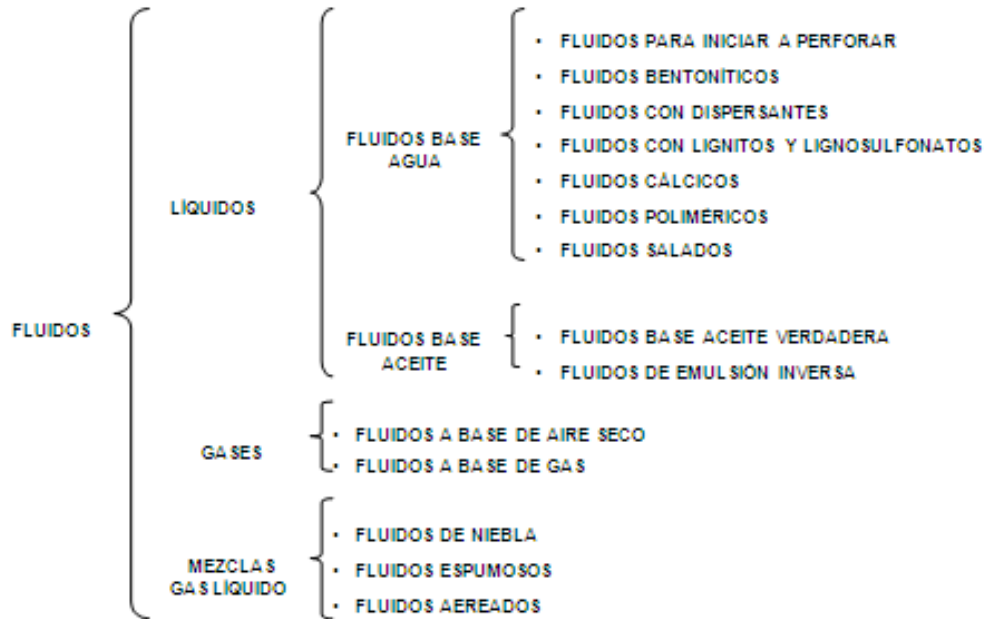 FLUIDOS
LÍQUIDOS
FLUIDOS BASE
AGUA
• FLUIDOS PARA INICIAR A PERFORAR
• FLUIDOS BENTONÍTICOS
• FLUIDOS CON DISPERSANTES
• FLUIDOS CON LIGNITOS Y LIGNOSULFONATOS
• FLUIDOS CÁLCICOS
• FLUIDOS POLIMÉRICOS
• FLUIDOS SALADOS
FLUIDOS BASE
ACEITE
• FLUIDOS BASE ACEITE VERDADERA
• FLUIDOS DE EMULSIÓN INVERSA
GASES
• FLUIDOS A BASE DE AIRE SECO
• FLUIDOS A BASE DE GAS
MEZCLAS
GAS LÍQUIDO
• FLUIDOS DE NIEBLA
• FLUIDOS ESPUMOSOS
• FLUIDOS AEREADOS